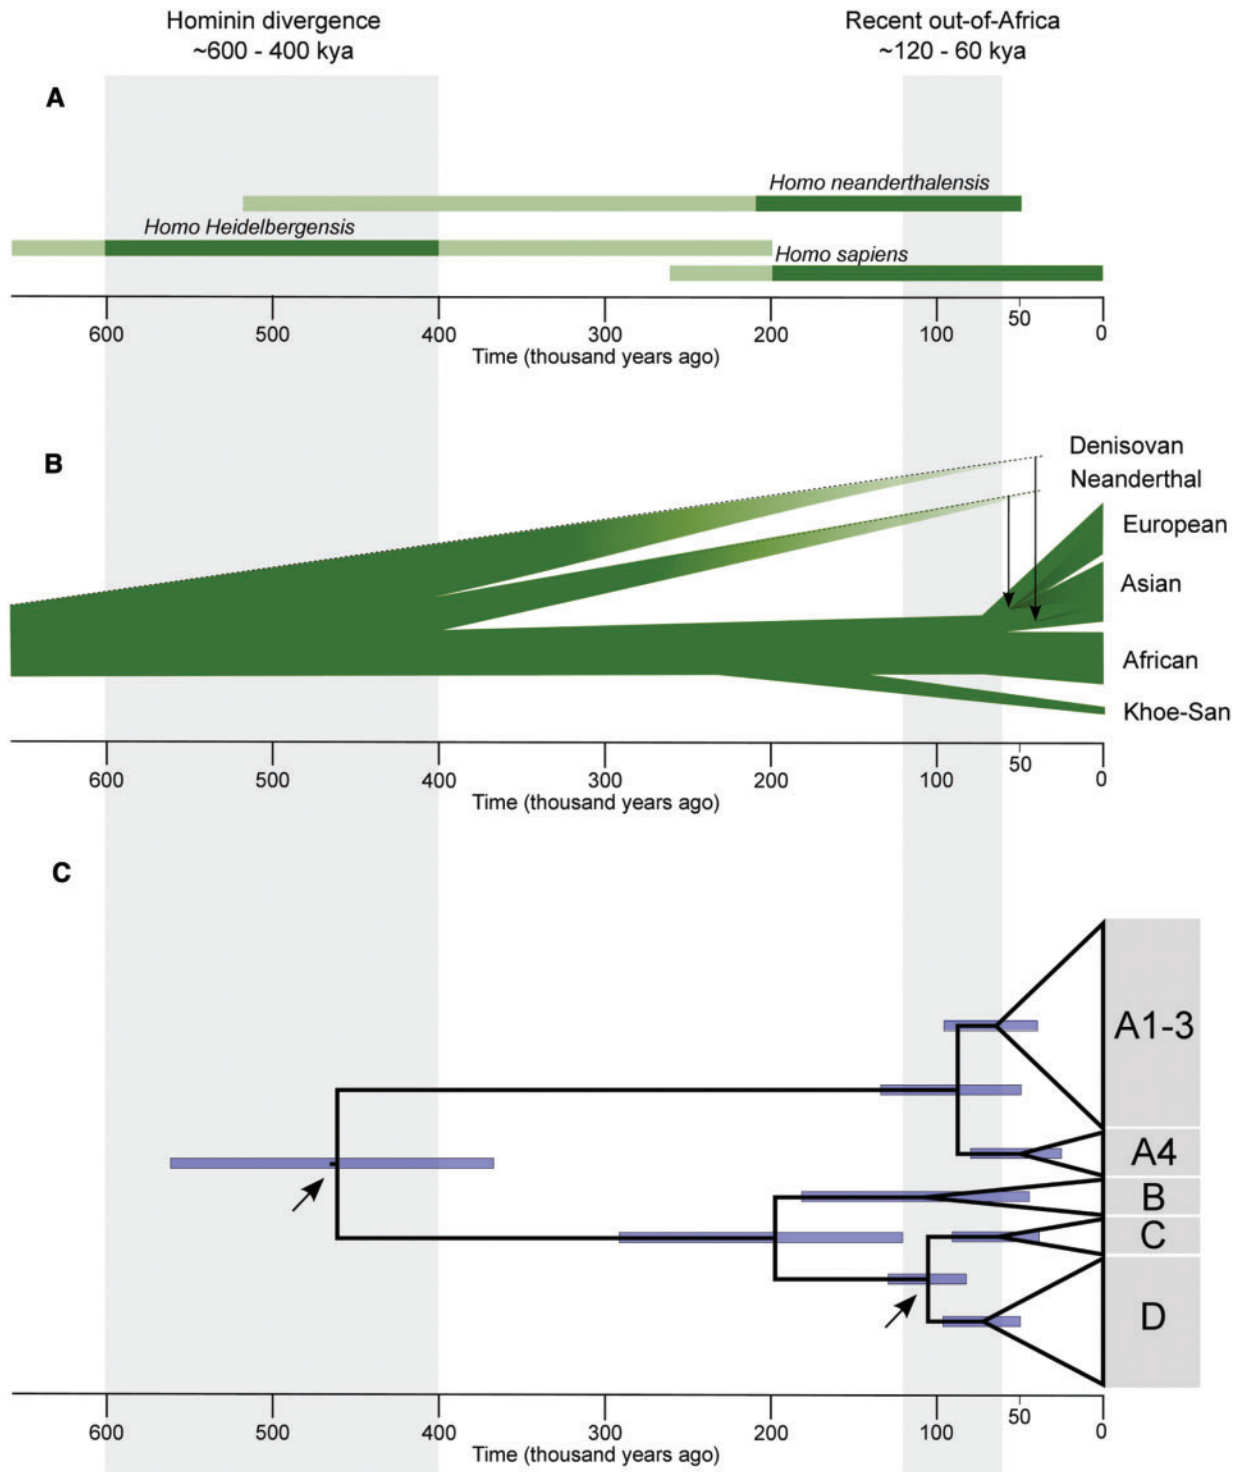 Hominin divergence
~600 - 400 kya
Recent out-of-Africa
~120 - 60 kya
A
Homo neanderthalensis
Homo Heidelbergensis
Homo sapiens
600 500 400 300 200 100 50 0
Time (thousand years ago)
B
Denisovan
Neanderthal
European
Asian
African
Khoe-San
600 500 400 300 200 100 50 0
Time (thousand years ago)
C
A1-3
A4
B
C
D
600 500 400 300 200 100 50 0
Time (thousand years ago)